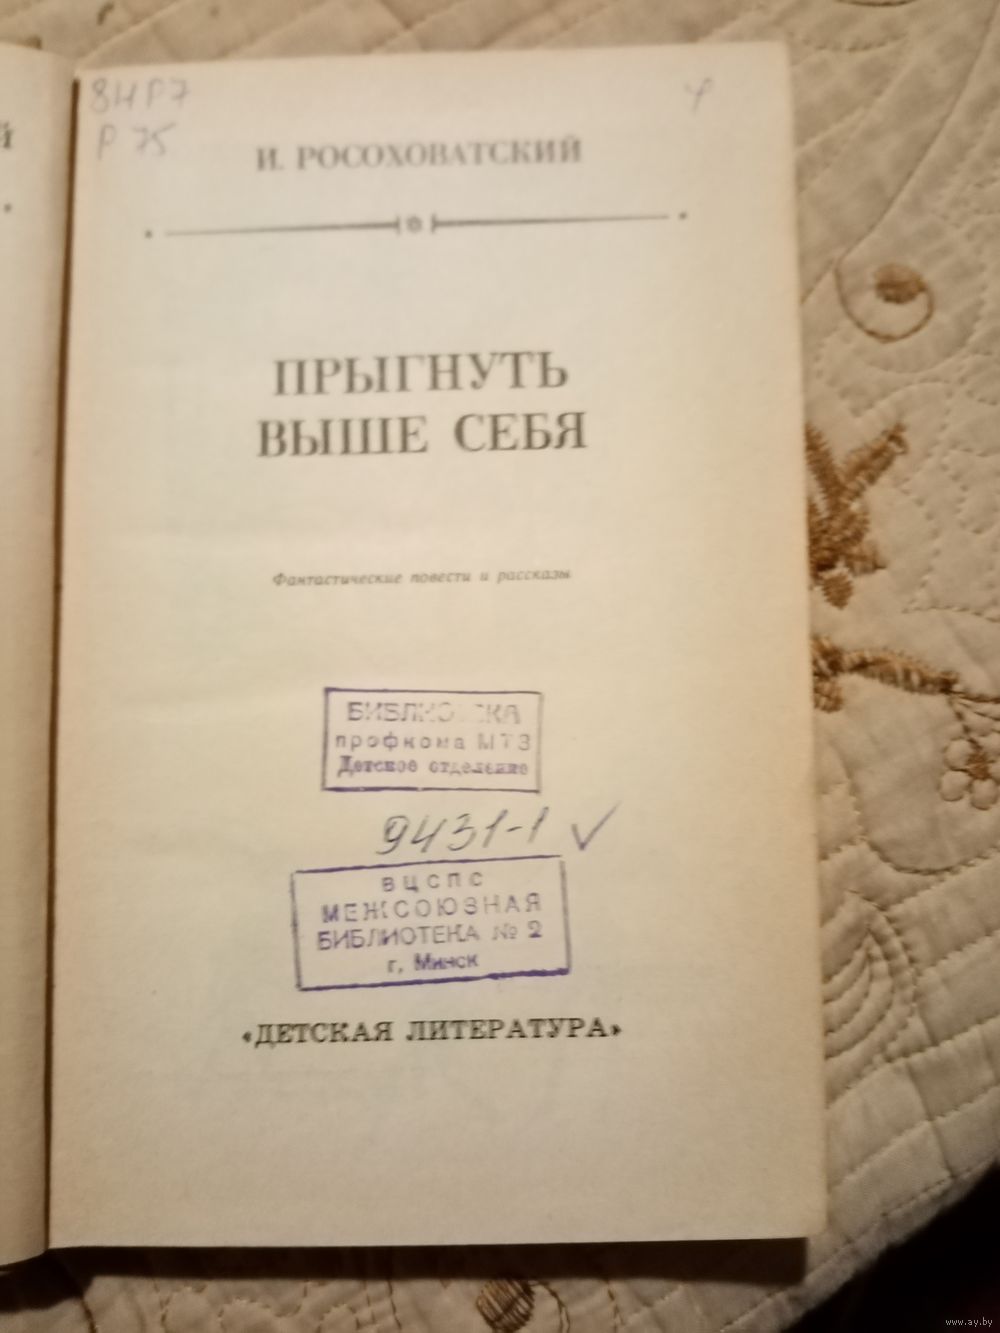 й
84Р7
Р 75
И. РОСОХОВАТСКИЙ
ПРЫГНУТЬ
ВЫШЕ СЕБЯ
Фантастические повести и рассказы
БИБЛИОТЕКА
профкома МТЗ
Детское отделение
9431-1
ВЦСПС
МЕЖСОЮЗНАЯ
БИБЛИОТЕКА № 2
г. Минск
«ДЕТСКАЯ ЛИТЕРАТУРА»
www.ay.by